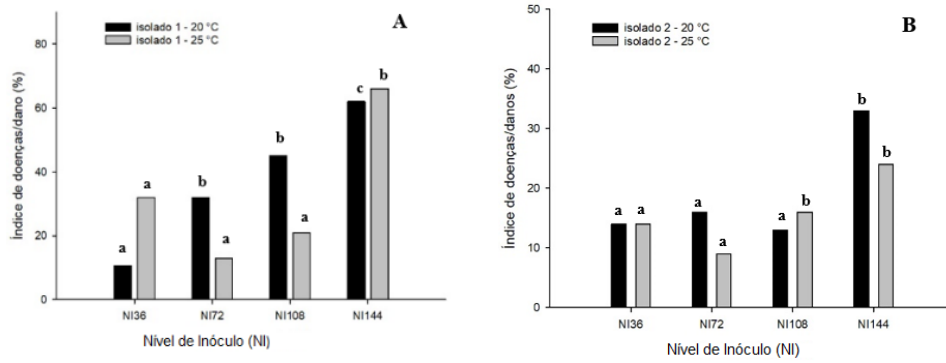 A
isolado 1 - 20 °C
isolado 1 - 25 °C
Índice de doenças/dano (%)
80
60
40
20
0
a
a
b
a
b
a
c
b
NI36
NI72
NI108
NI144
Nível de Inóculo (NI)
B
isolado 2 - 20 °C
isolado 2 - 25 °C
Índice de doenças/danos (%)
50
40
30
20
10
0
a
a
a
a
a
b
b
b
NI36
NI72
NI108
NI144
Nível de Inóculo (NI)